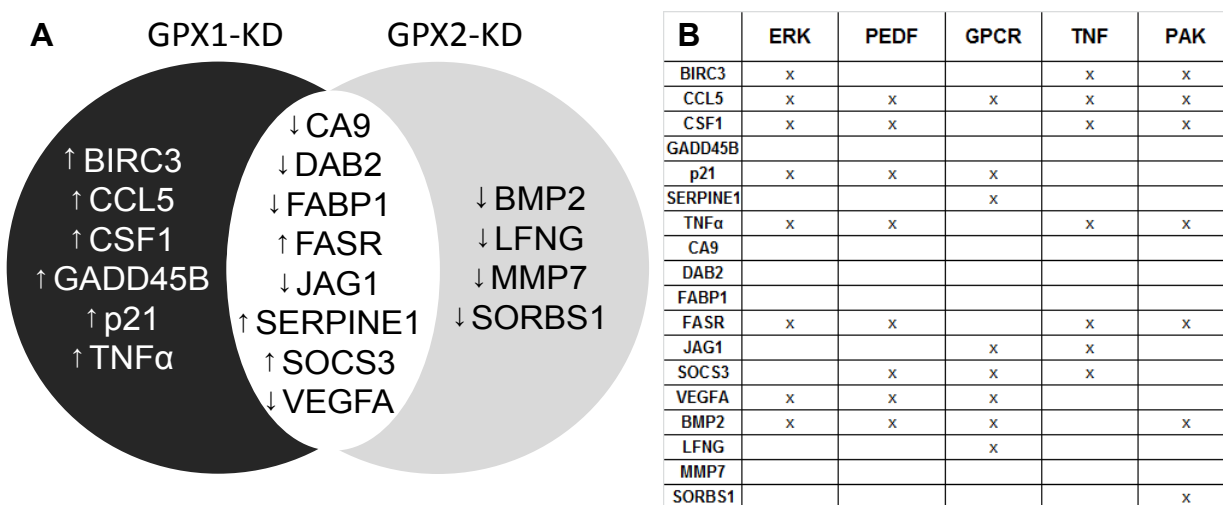 A GPX1-KD GPX2-KD
↑BIRC3
↑CCL5
↑CSF1
↑GADD45B
↑p21
↑TNFα
↓CA9
↓DAB2
↓FABP1
↑FASR
↓JAG1
↑SERPINE1
↑SOCS3
↓VEGFA
↓BMP2
↓LFNG
↓MMP7
↓SORBS1
B ERK PEDF GPCR TNF PAK
BIRC3 x x x
CCL5 x x x x x
CSF1 x x x x
GADD45B
p21 x x x
SERPINE1 x
TNFα x x x x
CA9
DAB2
FABP1
FASR x x x x
JAG1 x x
SOCS3 x x x
VEGFA x x x
BMP2 x x x x
LFNG x
MMP7
SORBS1 x